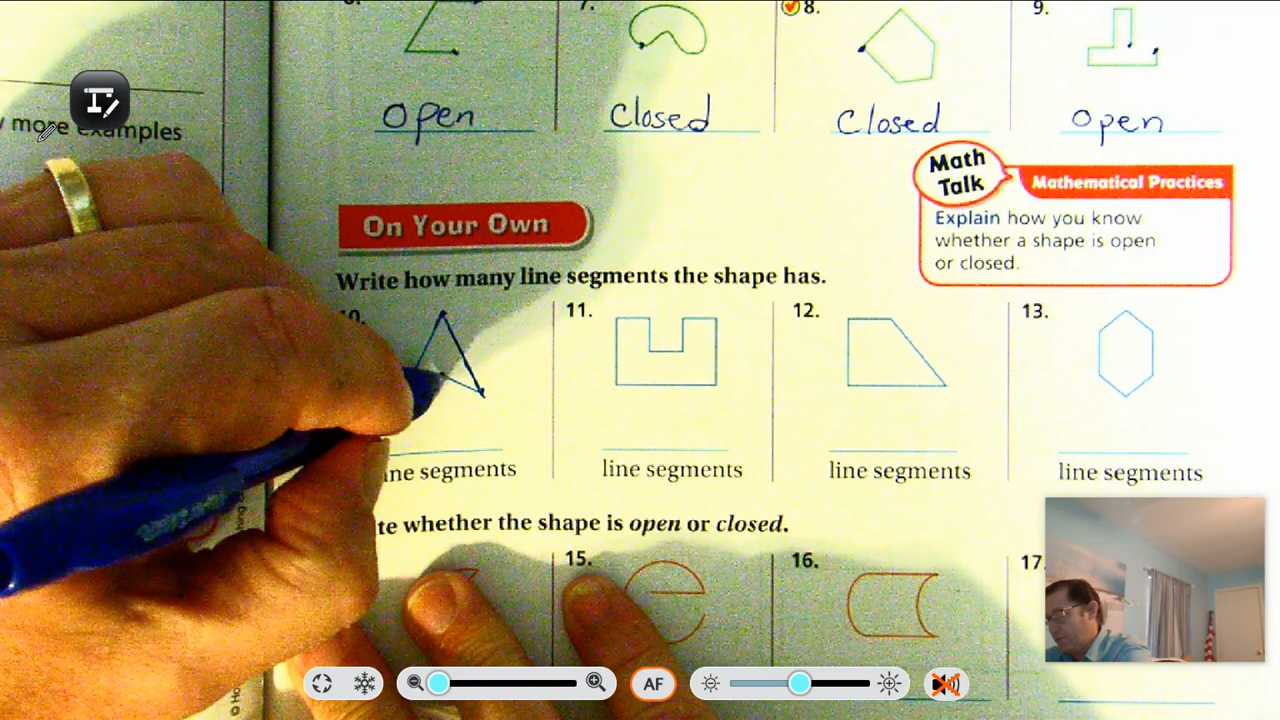 7.
8.
9.
more examples
Open
Closed
Closed
Open
Math
Talk
Mathematical Practices
Explain how you know
whether a shape is open
or closed.
On Your Own
Write how many line segments the shape has.
10.
11.
12.
13.
line segments
line segments
line segments
line segments
whether the shape is open or closed.
15.
16.
17
AF